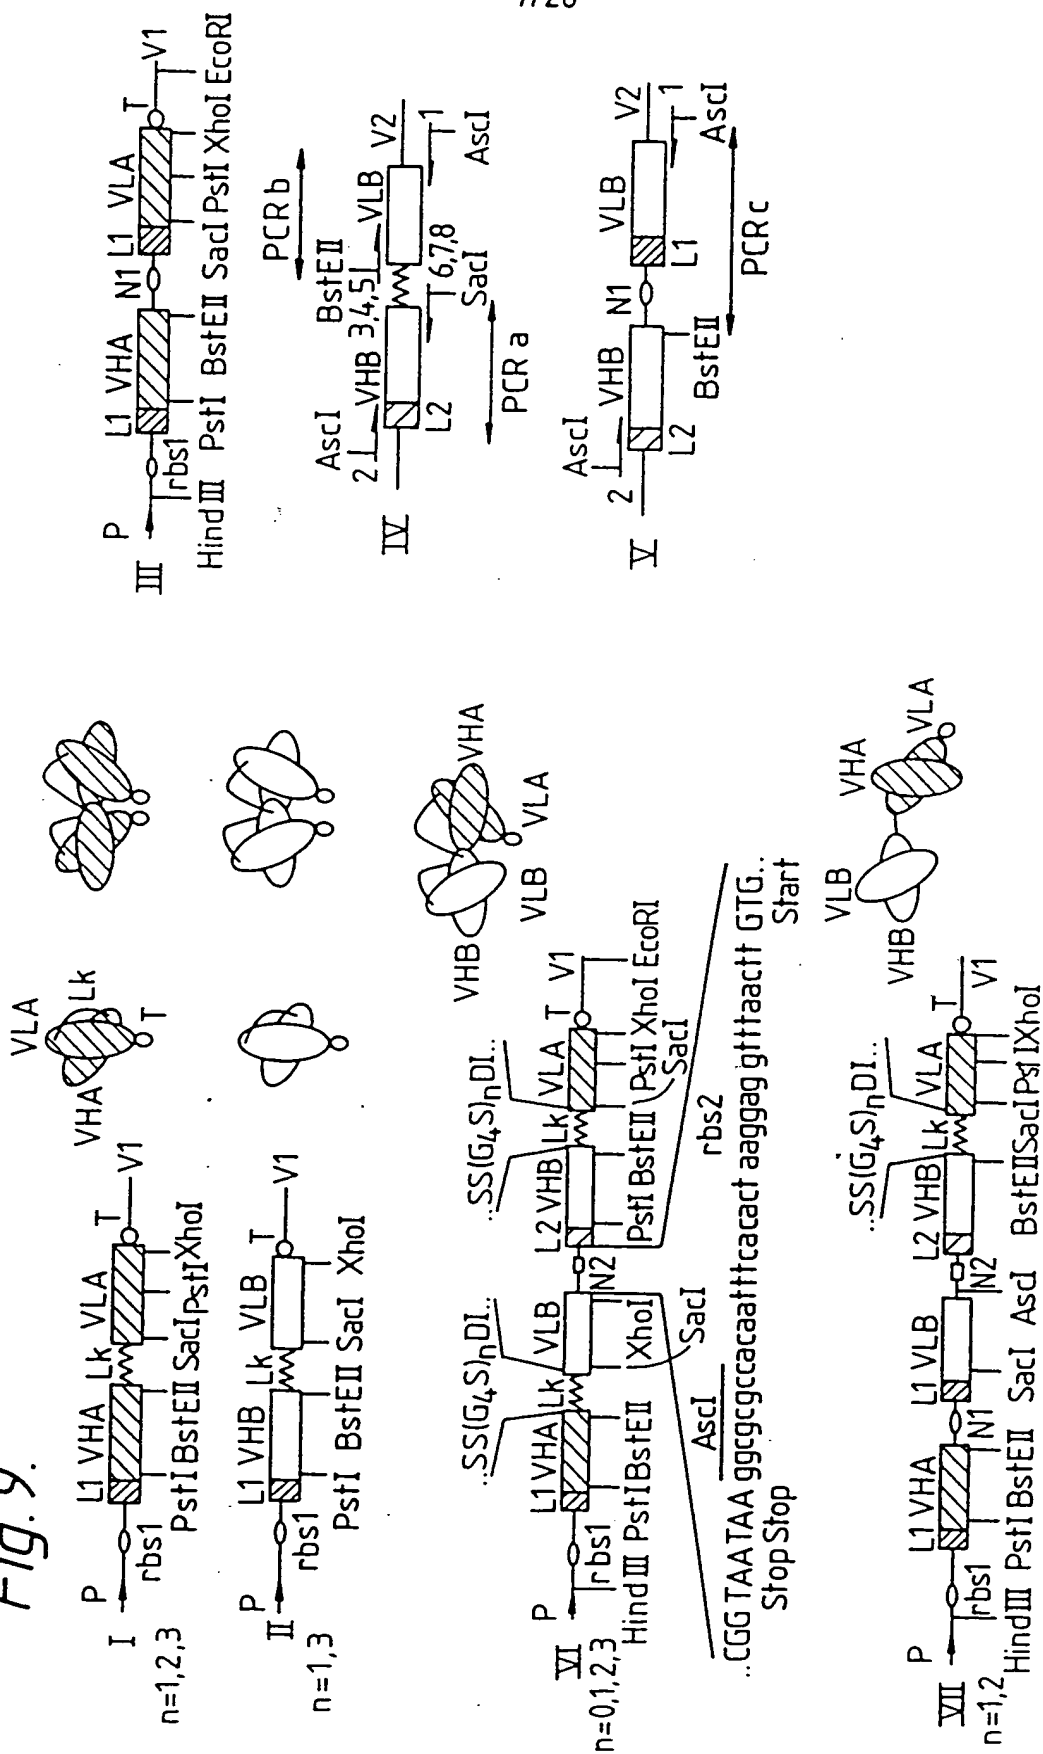 Fig. 9.
I
n=1,2,3
P
rbs1
L1 VHA Lk VLA T V1
PstI BstEII SacI PstI XhoI
VLA
VHA
Lk
T
II
n=1,3
P
rbs1
L1 VHB Lk VLB T V1
PstI BstEII SacI XhoI
VI
n=0,1,2,3
P
rbs1
..SS(G4S)nDI..
..SS(G4S)nDI..
L1 VHA Lk VLB N2 L2 VHB Lk VLA T V1
HindIII PstI BstEII XhoI SacI PstI BstEII PstI XhoI EcoRI
SacI
VHB
VHA
VLB
VLA
AscI
rbs2
..CGG TAATAA ggcgcgccacaatttcacact aaggag gtttaactt GTG..
Stop Stop
Start
VII
n=1,2
P
rbs1
..SS(G4S)nDI..
L1 VHA N1 L1 VLB N2 L2 VHB Lk VLA T V1
HindIII PstI BstEII SacI AscI BstEII SacI PstI XhoI
VLB
VHA
VHB
VLA
III
P
rbs1
L1 VHA N1 L1 VLA T V1
HindIII PstI BstEII SacI PstI XhoI EcoRI
IV
PCR b
AscI
BstEII
2 VHB 3,4,5 VLB V2
L2
6,7,8
1
SacI
AscI
PCR a
V
AscI
2 VHB N1 VLB V2
L2
L1
1
BstEII
AscI
PCR c